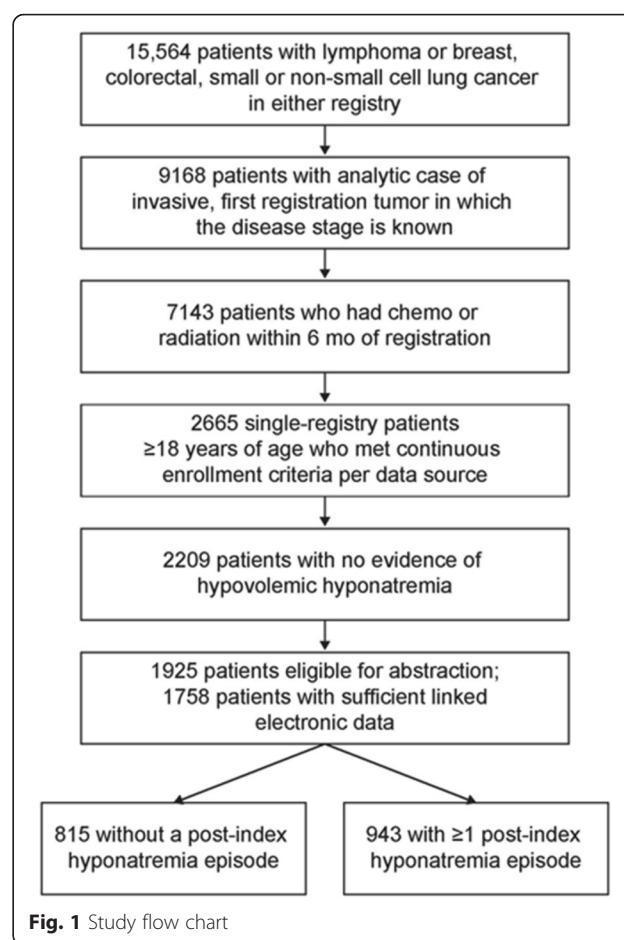 15,564 patients with lymphoma or breast,
colorectal, small or non-small cell lung cancer
in either registry
9168 patients with analytic case of
invasive, first registration tumor in which
the disease stage is known
7143 patients who had chemo or
radiation within 6 mo of registration
2665 single-registry patients
≥18 years of age who met continuous
enrollment criteria per data source
2209 patients with no evidence of
hypovolemic hyponatremia
1925 patients eligible for abstraction;
1758 patients with sufficient linked
electronic data
815 without a post-index
hyponatremia episode
943 with ≥1 post-index
hyponatremia episode
Fig. 1 Study flow chart